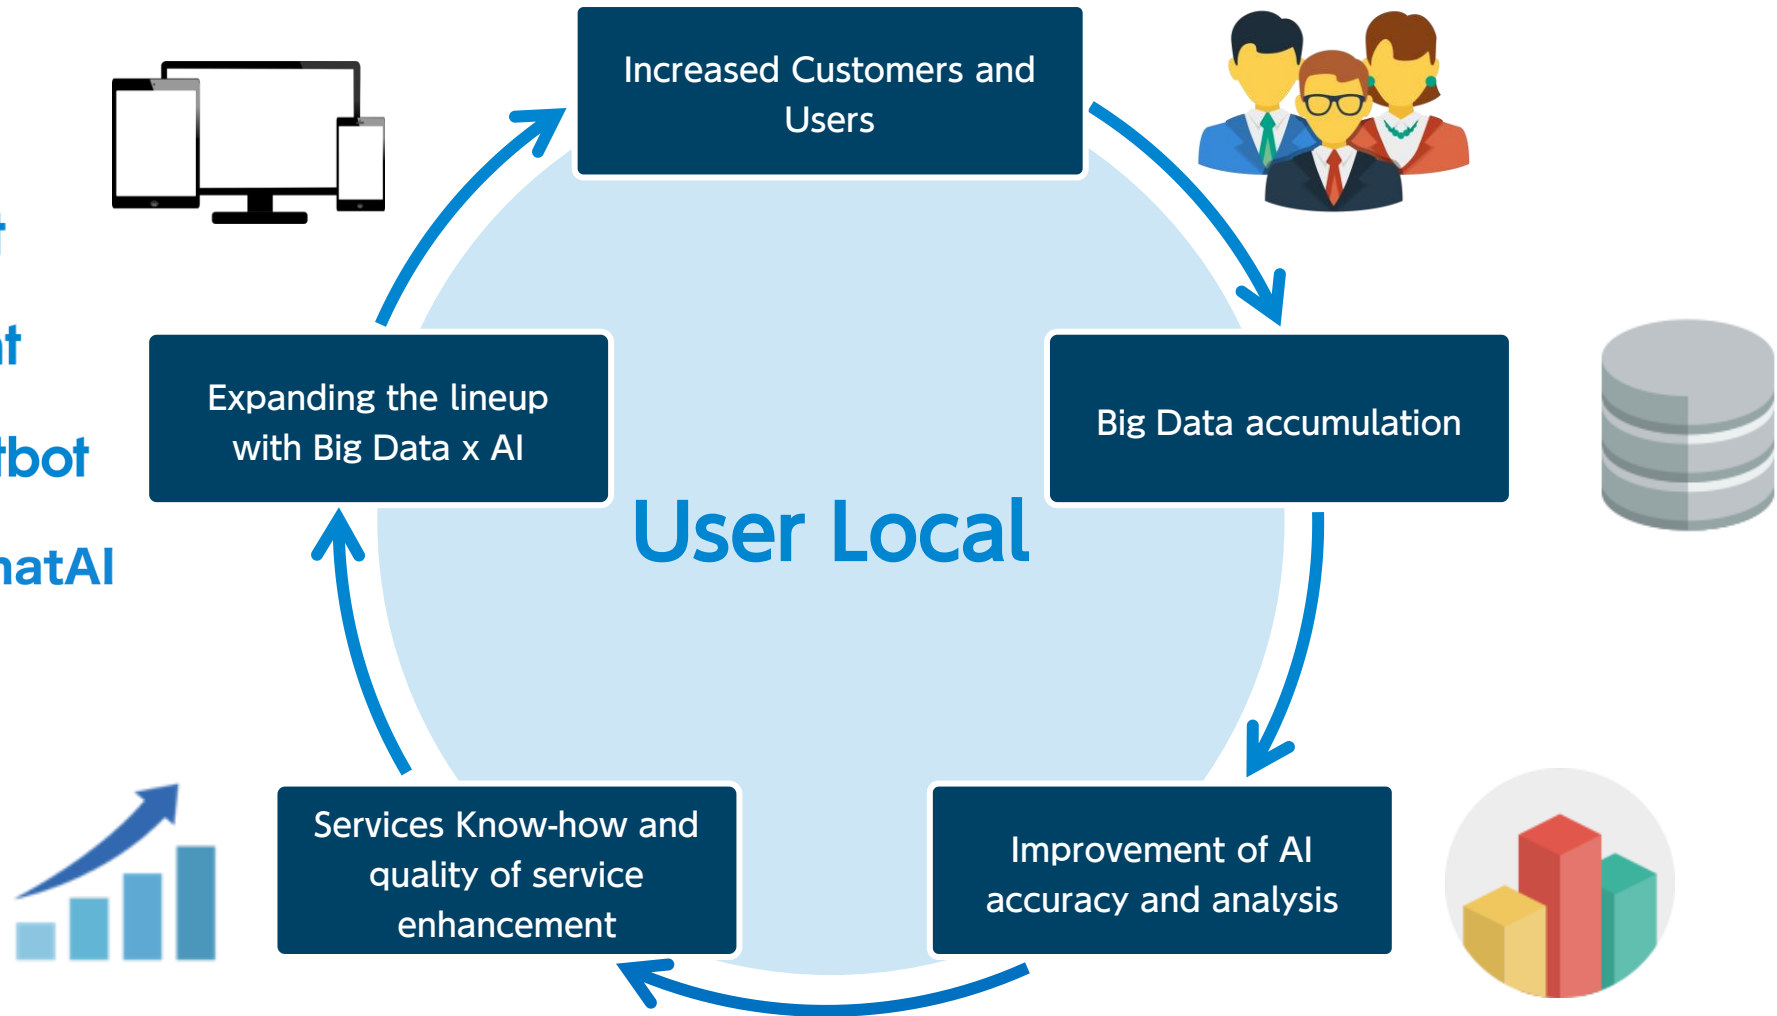 Increased Customers and
Users
Expanding the lineup
with Big Data x AI
Big Data accumulation
User Local
Services Know-how and
quality of service
enhancement
Improvement of AI
accuracy and analysis